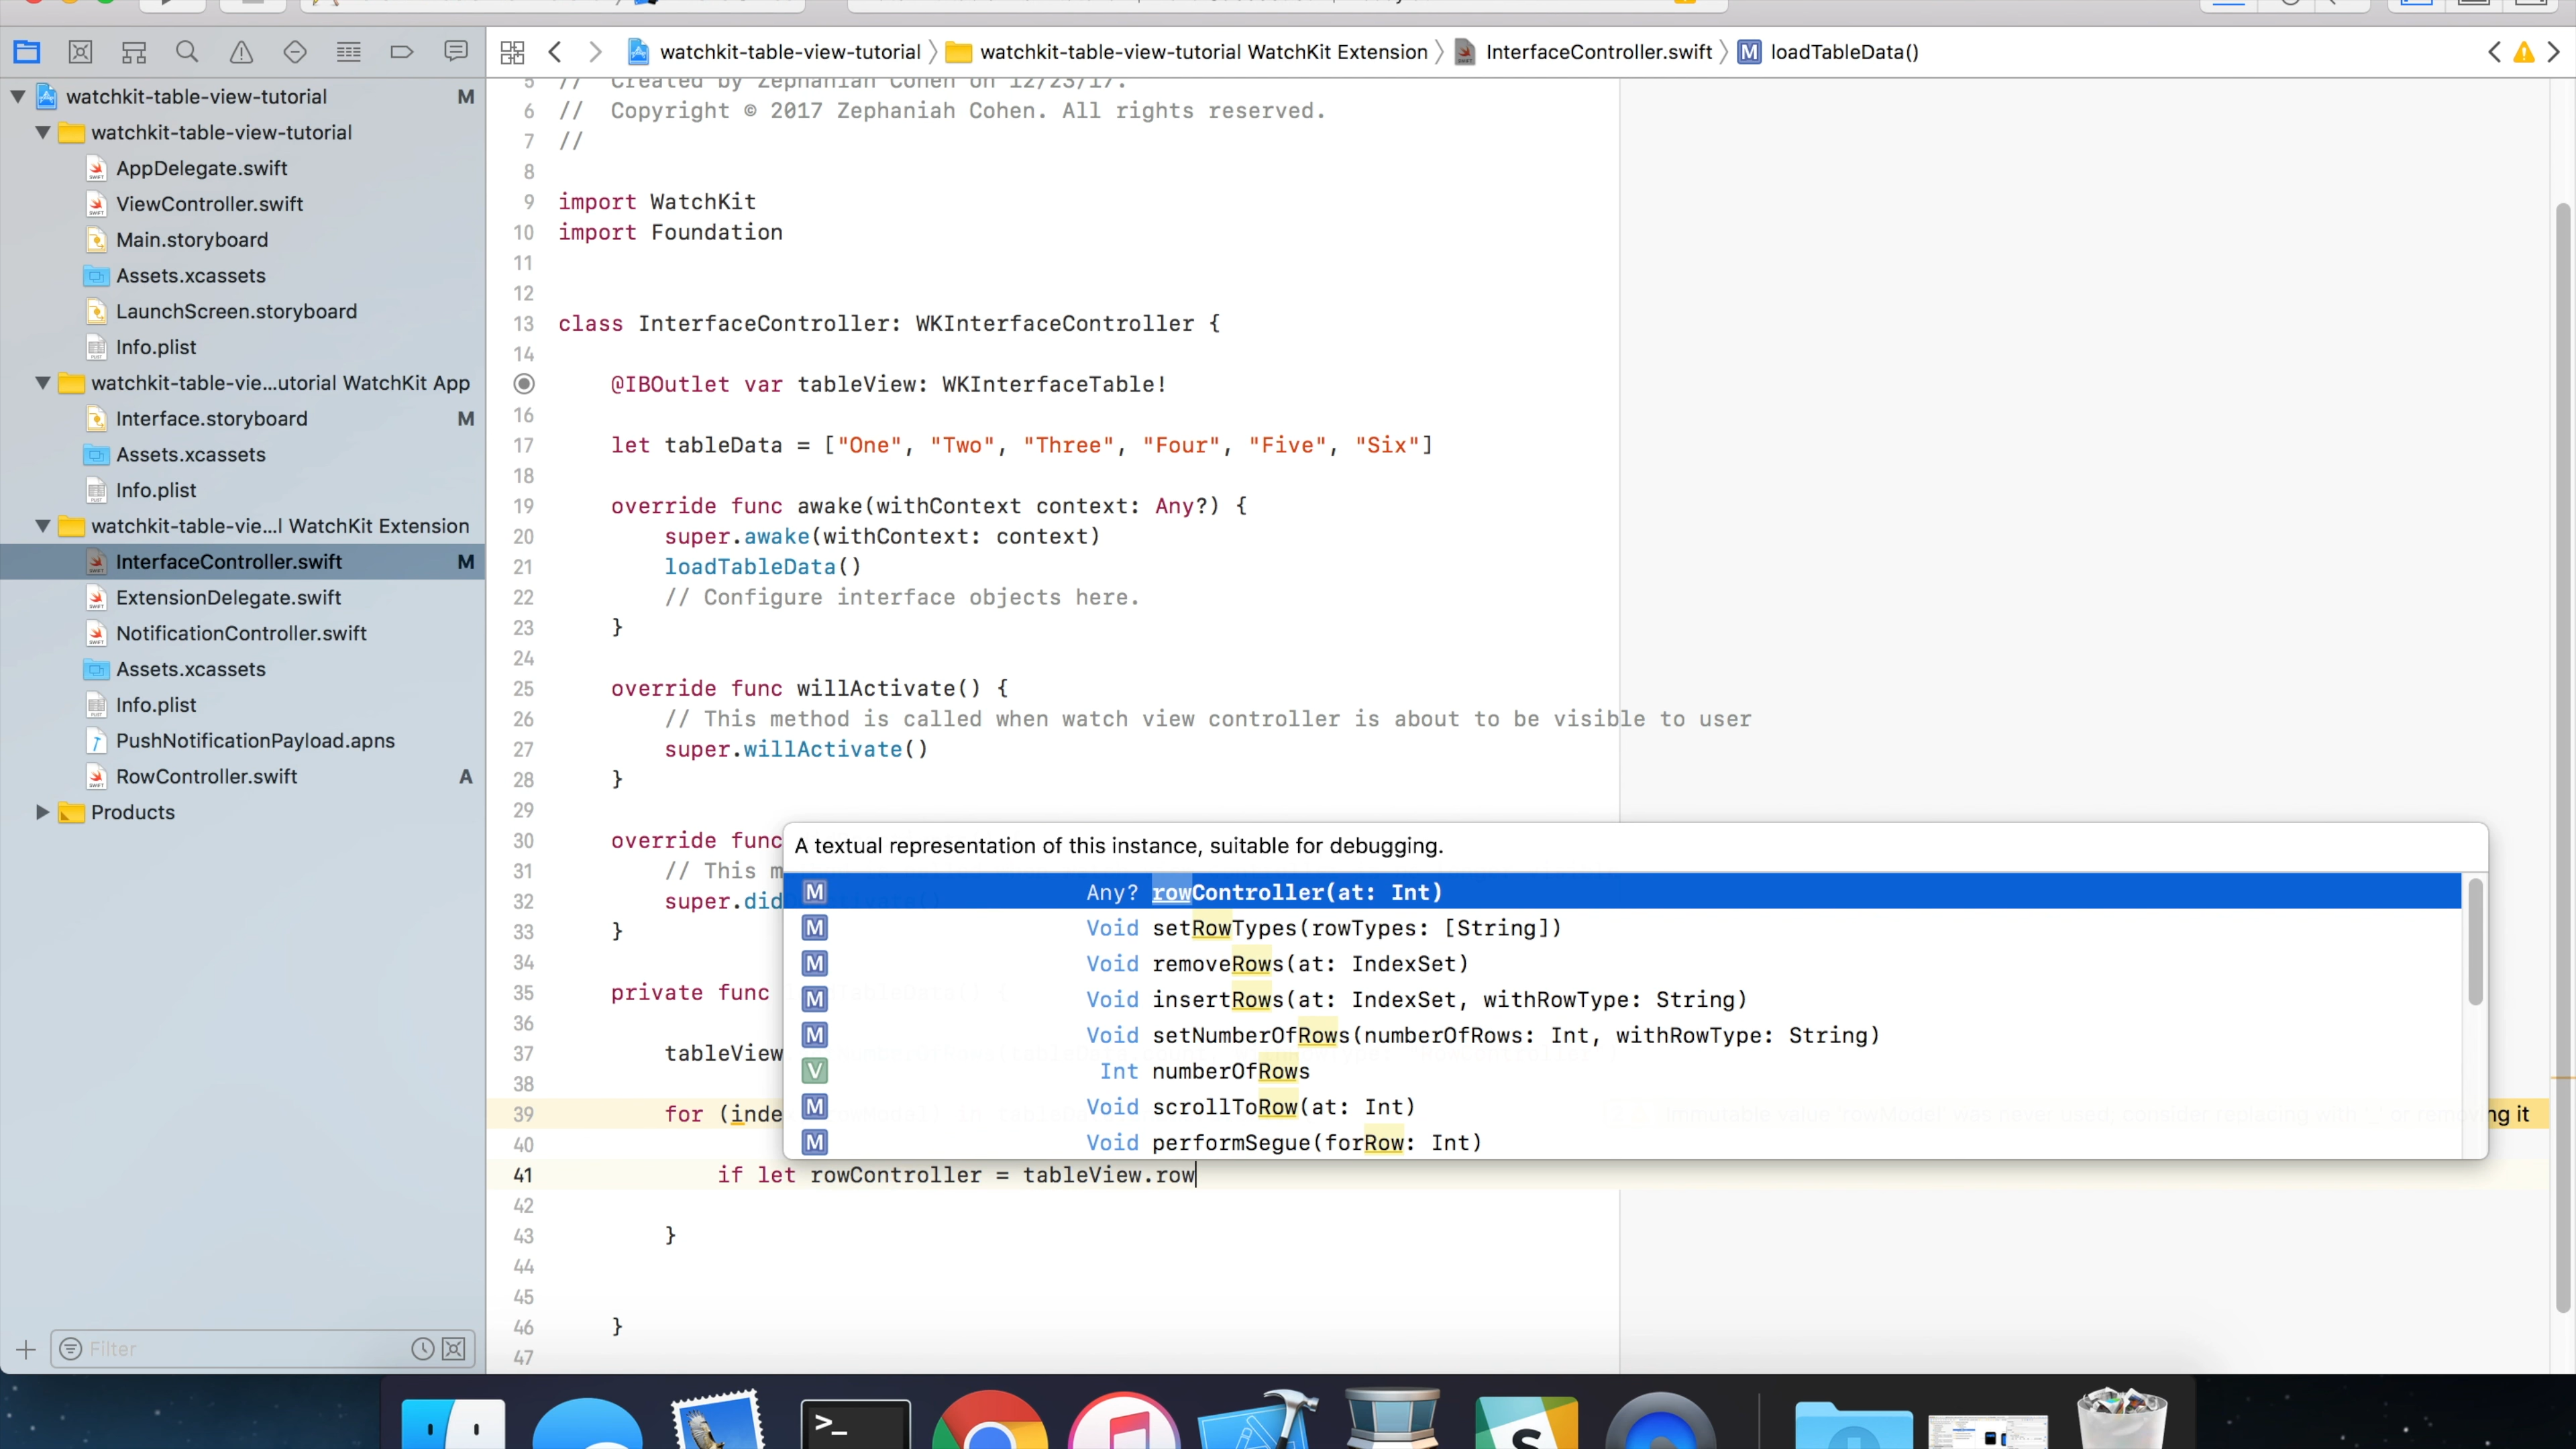 watchkit-table-view-tutorial
watchkit-table-view-tutorial WatchKit Extension
InterfaceController.swift
M loadTableData()
watchkit-table-view-tutorial M
watchkit-table-view-tutorial
AppDelegate.swift
ViewController.swift
Main.storyboard
Assets.xcassets
LaunchScreen.storyboard
Info.plist
watchkit-table-vie...utorial WatchKit App
Interface.storyboard M
Assets.xcassets
Info.plist
watchkit-table-vie...l WatchKit Extension
InterfaceController.swift M
ExtensionDelegate.swift
NotificationController.swift
Assets.xcassets
Info.plist
PushNotificationPayload.apns
RowController.swift A
Products
Filter
5 // Created by Zephaniah Cohen on 12/23/17.
6 // Copyright © 2017 Zephaniah Cohen. All rights reserved.
7 //
8
9 import WatchKit
10 import Foundation
11
12
13 class InterfaceController: WKInterfaceController {
14
@IBOutlet var tableView: WKInterfaceTable!
16
17 let tableData = ["One", "Two", "Three", "Four", "Five", "Six"]
18
19 override func awake(withContext context: Any?) {
20 super.awake(withContext: context)
21 loadTableData()
22 // Configure interface objects here.
23 }
24
25 override func willActivate() {
26 // This method is called when watch view controller is about to be visible to user
27 super.willActivate()
28 }
29
30 override func
31 // This m
32 super.did
33 }
34
35 private func
36
37 tableView
38
39 for (inde
ng it
40
41 if let rowController = tableView.row
42
43 }
44
45
46 }
47
A textual representation of this instance, suitable for debugging.
M Any? rowController(at: Int)
M Void setRowTypes(rowTypes: [String])
M Void removeRows(at: IndexSet)
M Void insertRows(at: IndexSet, withRowType: String)
M Void setNumberOfRows(numberOfRows: Int, withRowType: String)
V Int numberOfRows
M Void scrollToRow(at: Int)
M Void performSegue(forRow: Int)
>_
S